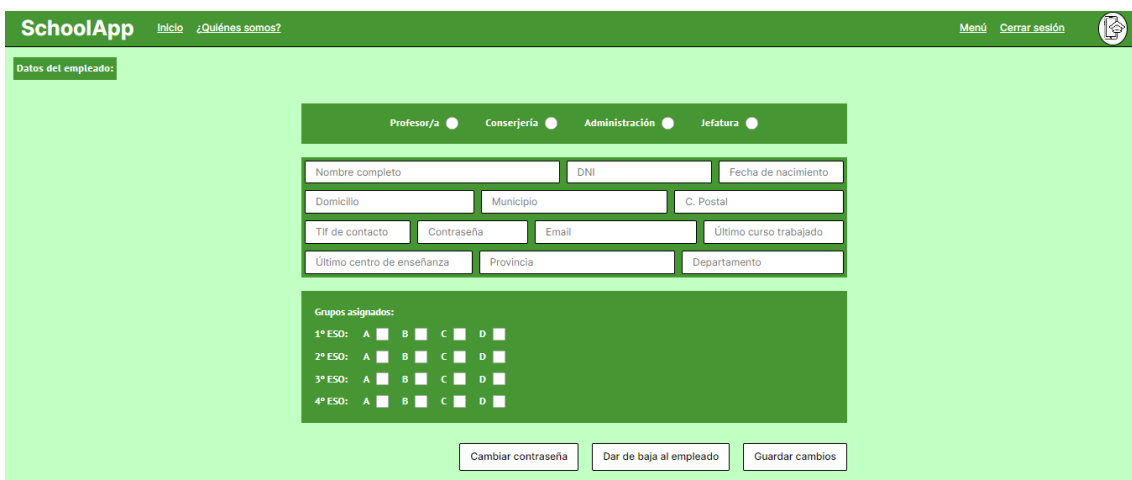 SchoolApp Inicio ¿Quiénes somos? Menú Cerrar sesión
Datos del empleado:
Profesor/a Conserjería Administración Jefatura
Nombre completo DNI Fecha de nacimiento
Domicilio Municipio C. Postal
Tlf de contacto Contraseña Email Último curso trabajado
Último centro de enseñanza Provincia Departamento
Grupos asignados:
1º ESO: A B C D
2º ESO: A B C D
3º ESO: A B C D
4º ESO: A B C D
Cambiar contraseña Dar de baja al empleado Guardar cambios